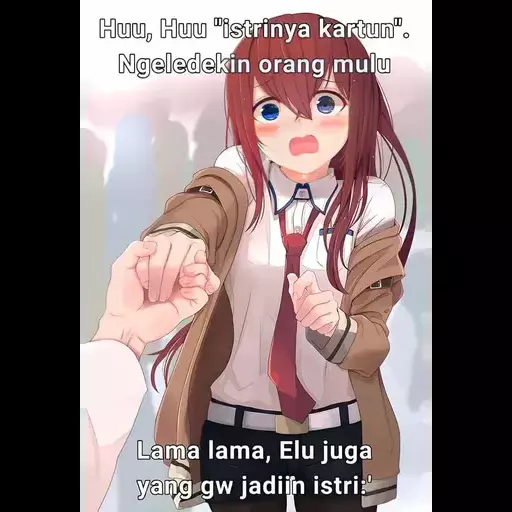 Huu, Huu "istrinya kartun".
Ngeledekin orang mulu
Lama lama, Elu juga
yang gw jadiin istri:'